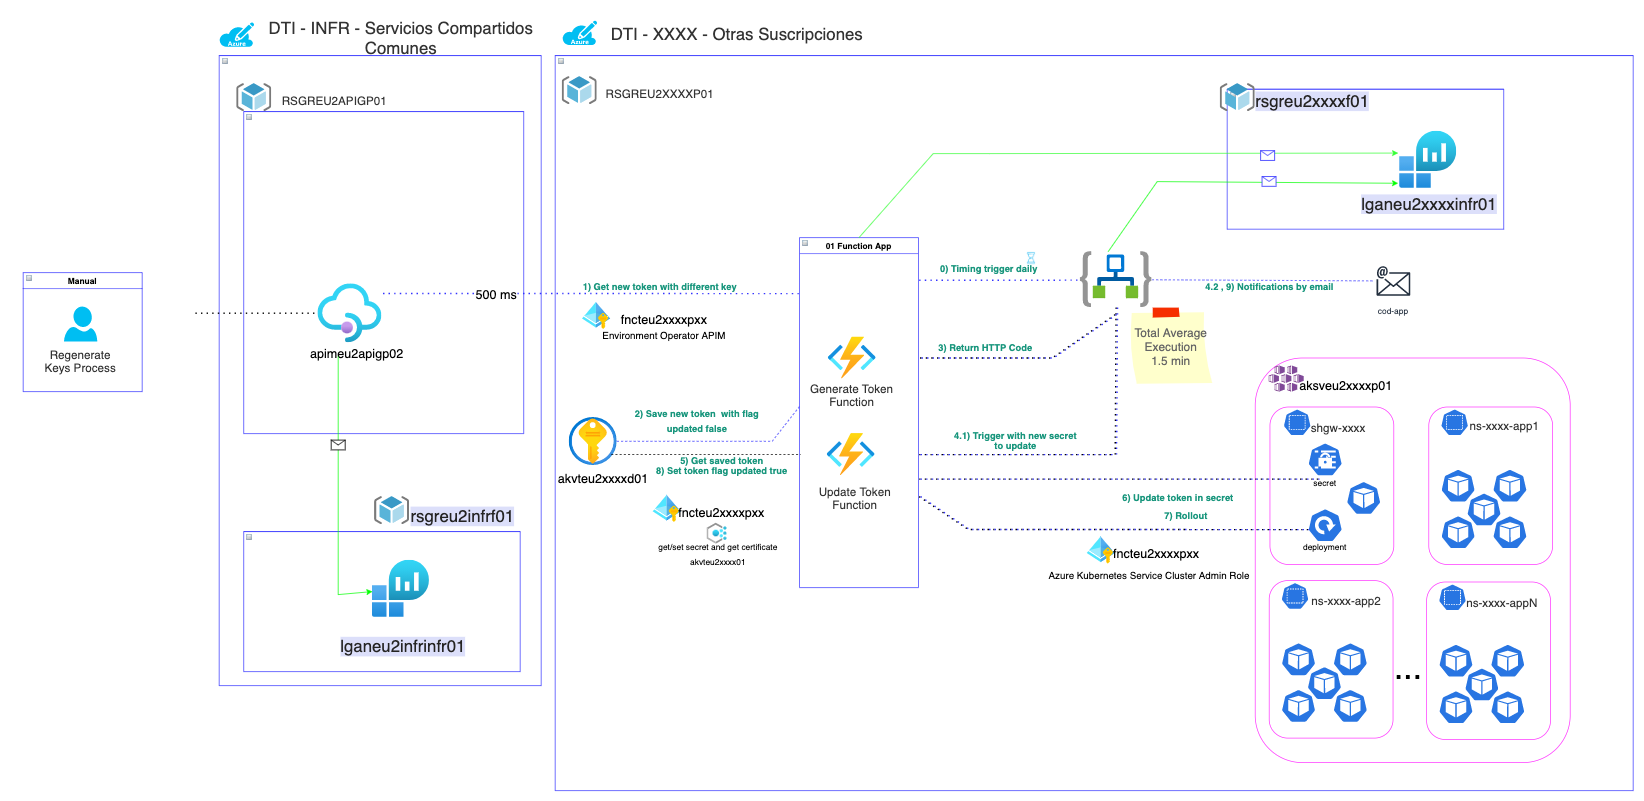 DTI - INFR - Servicios Compartidos
Comunes
DTI - XXXX - Otras Suscripciones
Azure
Azure
RSGREU2APIGP01
RSGREU2XXXXP01
rsgreu2xxxxf01
lganeu2xxxxinfr01
Manual
Regenerate
Keys Process
apimeu2apigp02
500 ms
1) Get new token with different key
fncteu2xxxxpxx
Environment Operator APIM
01 Function App
0) Timing trigger daily
4.2 , 9) Notifications by email
@
cod-app
3) Return HTTP Code
Total Average
Execution
1.5 min
Generate Token
Function
2) Save new token with flag
updated false
akvteu2xxxxd01
5) Get saved token
8) Set token flag updated true
4.1) Trigger with new secret
to update
Update Token
Function
fncteu2xxxxpxx
get/set secret and get certificate
akvteu2xxxx01
6) Update token in secret
7) Rollout
fncteu2xxxxpxx
Azure Kubernetes Service Cluster Admin Role
aksveu2xxxxp01
shgw-xxxx
secret
deployment
ns-xxxx-app1
ns-xxxx-app2
ns-xxxx-appN
...
rsgreu2infrf01
lganeu2infrinfr01